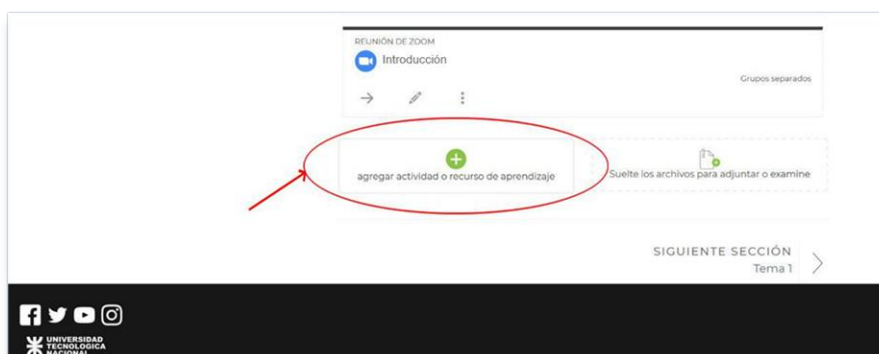 REUNIÓN DE ZOOM
Introducción
Grupos separados
agregar actividad o recurso de aprendizaje
Suelte los archivos para adjuntar o examine
SIGUIENTE SECCIÓN
Tema 1
UNIVERSIDAD
TECNOLOGICA
NACIONAL